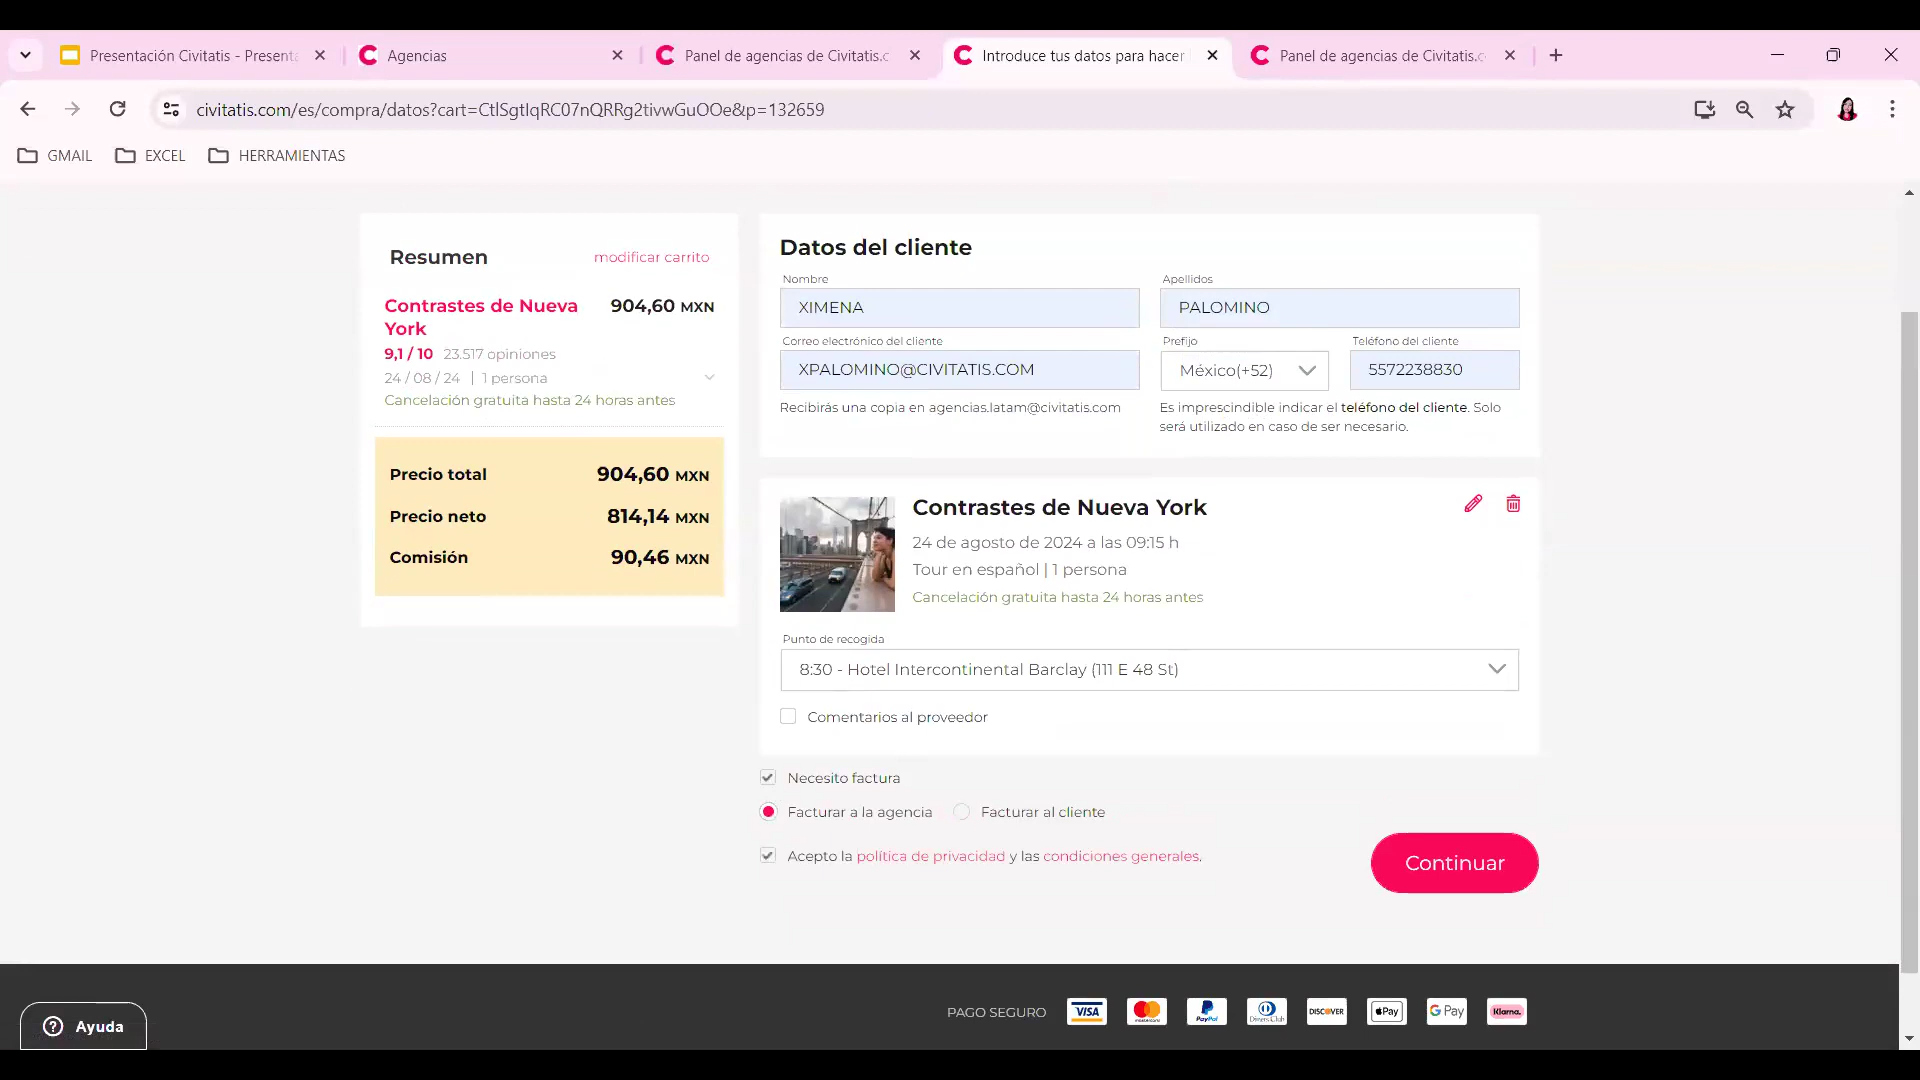 Presentación Civitatis - Presenta
Agencias
Panel de agencias de Civitatis.c
Introduce tus datos para hacer
Panel de agencias de Civitatis.c
civitatis.com/es/compra/datos?cart=CtlSgtIqRC07nQRRg2tivwGuOOe&p=132659
GMAIL
EXCEL
HERRAMIENTAS
Resumen
modificar carrito
Contrastes de Nueva York
904,60 MXN
9,1 / 10 23.517 opiniones
24 / 08 / 24 | 1 persona
Cancelación gratuita hasta 24 horas antes
Precio total 904,60 MXN
Precio neto 814,14 MXN
Comisión 90,46 MXN
Datos del cliente
Nombre
XIMENA
Apellidos
PALOMINO
Correo electrónico del cliente
XPALOMINO@CIVITATIS.COM
Prefijo
México(+52)
Teléfono del cliente
5572238830
Recibirás una copia en agencias.latam@civitatis.com
Es imprescindible indicar el teléfono del cliente. Solo
será utilizado en caso de ser necesario.
Contrastes de Nueva York
24 de agosto de 2024 a las 09:15 h
Tour en español | 1 persona
Cancelación gratuita hasta 24 horas antes
Punto de recogida
8:30 - Hotel Intercontinental Barclay (111 E 48 St)
Comentarios al proveedor
Necesito factura
Facturar a la agencia
Facturar al cliente
Acepto la política de privacidad y las condiciones generales.
Continuar
Ayuda
PAGO SEGURO
VISA
mastercard
PayPal
Diners Club
DISCOVER
Pay
G Pay
Klarna.